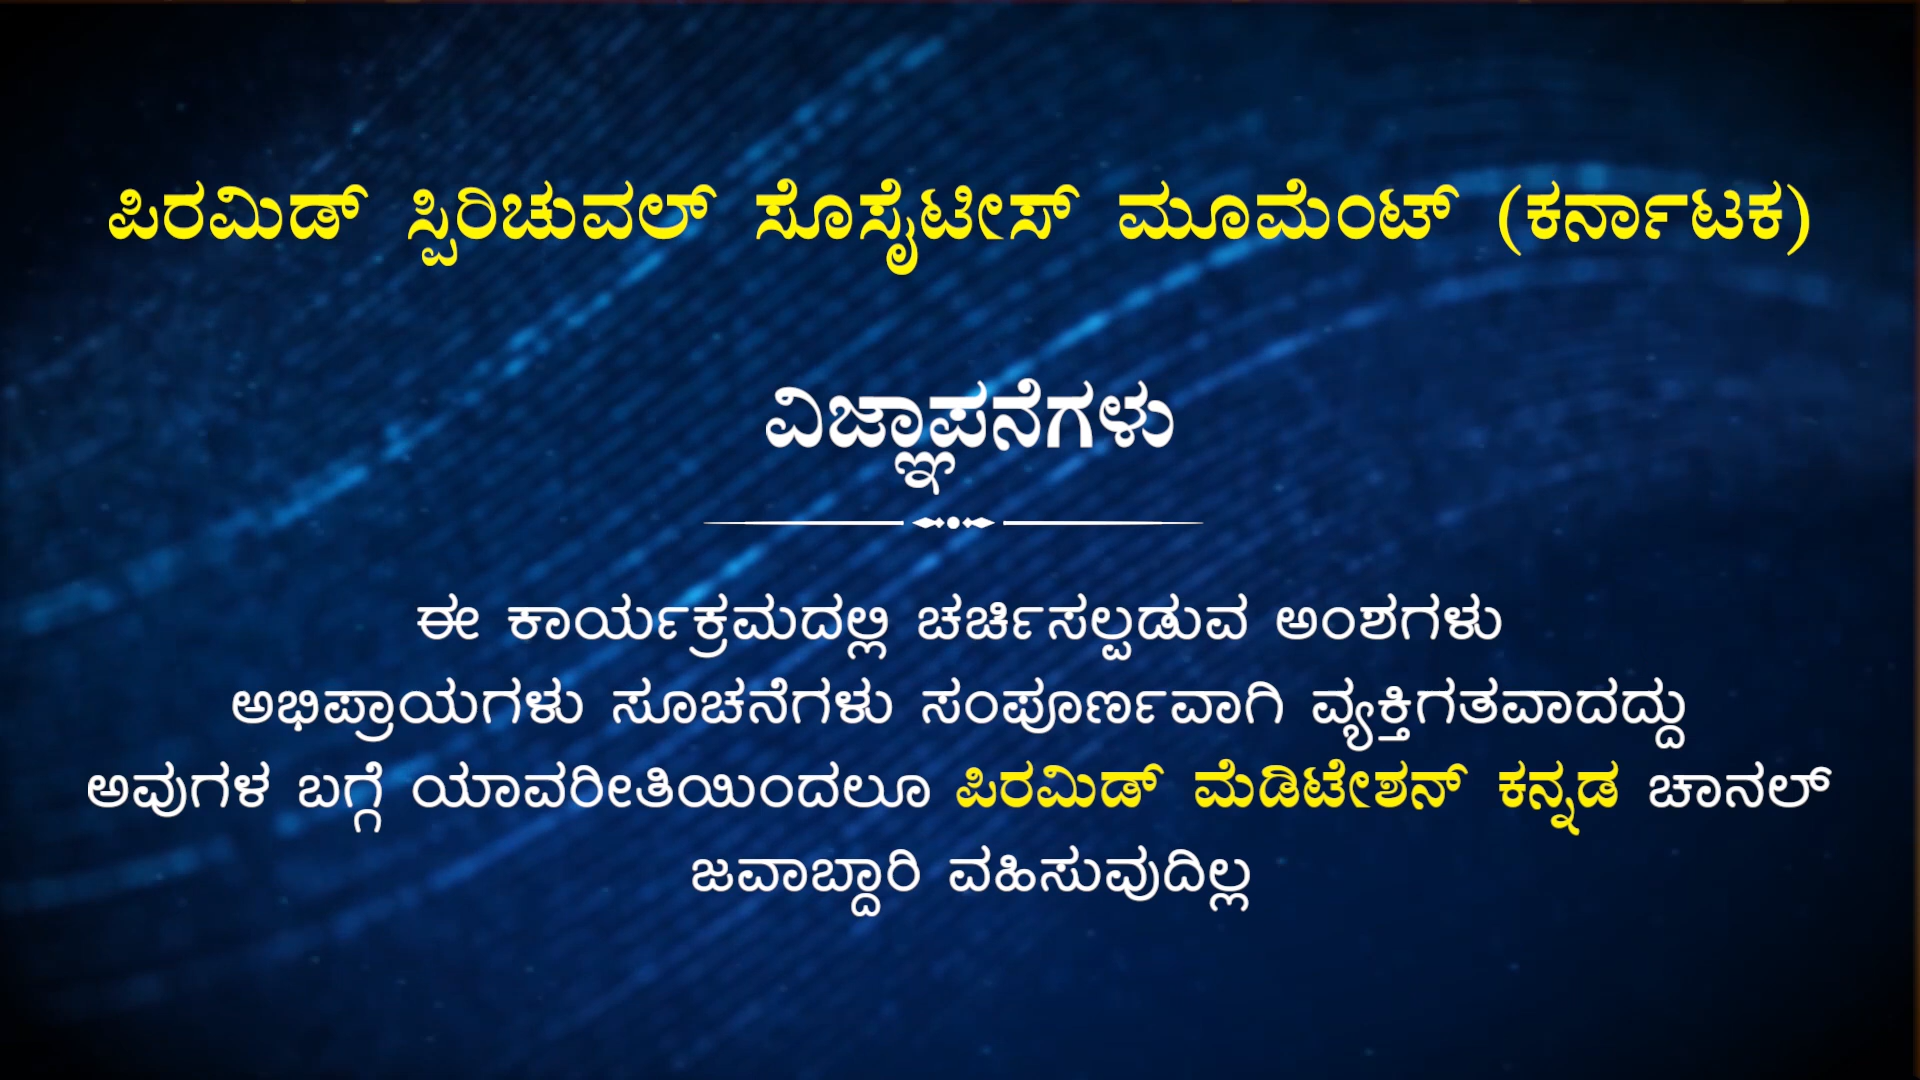 ಪಿರಮಿಡ್ ಸ್ಪಿರಿಚುವಲ್ ಸೊಸೈಟೀಸ್ ಮೂಮೆಂಟ್ (ಕರ್ನಾಟಕ)
ವಿಜ್ಞಾಪನೆಗಳು
ಈ ಕಾರ್ಯಕ್ರಮದಲ್ಲಿ ಚರ್ಚಿಸಲ್ಪಡುವ ಅಂಶಗಳು
ಅಭಿಪ್ರಾಯಗಳು ಸೂಚನೆಗಳು ಸಂಪೂರ್ಣವಾಗಿ ವ್ಯಕ್ತಿಗತವಾದದ್ದು
ಅವುಗಳ ಬಗ್ಗೆ ಯಾವರೀತಿಯಿಂದಲೂ ಪಿರಮಿಡ್ ಮೆಡಿಟೇಶನ್ ಕನ್ನಡ ಚಾನಲ್
ಜವಾಬ್ದಾರಿ ವಹಿಸುವುದಿಲ್ಲ